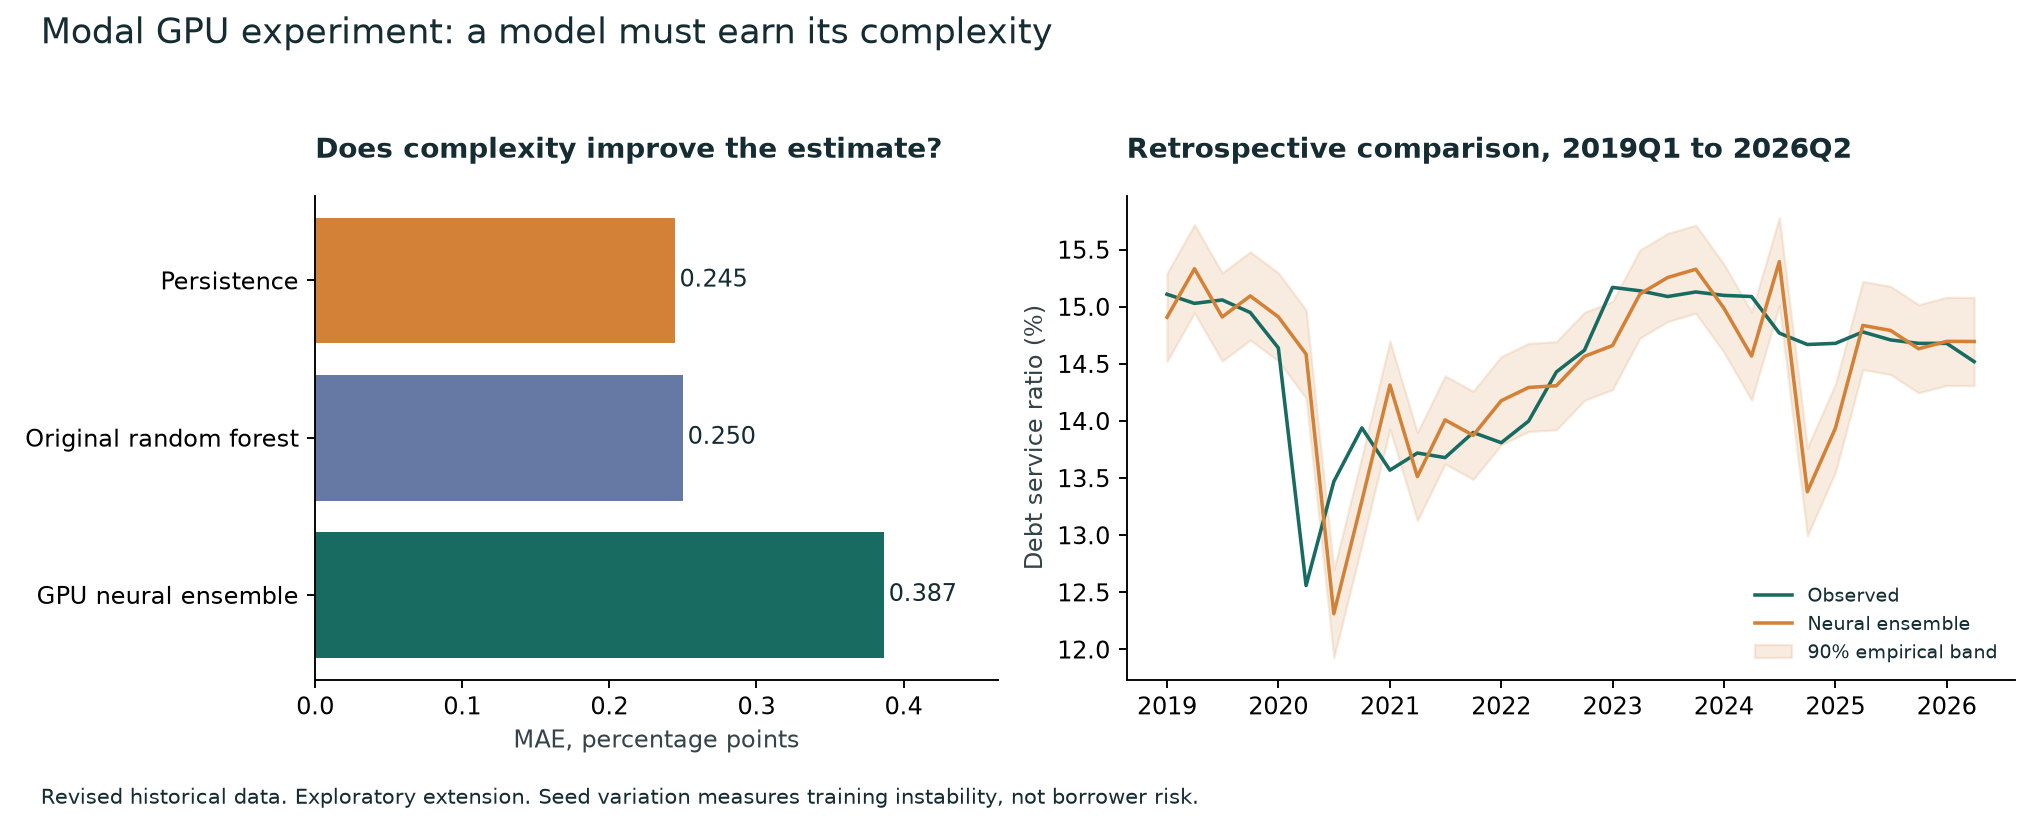 Modal GPU experiment: a model must earn its complexity
Does complexity improve the estimate?
Persistence
0.245
Original random forest
0.250
GPU neural ensemble
0.387
0.0
0.1
0.2
0.3
0.4
MAE, percentage points
Retrospective comparison, 2019Q1 to 2026Q2
Debt service ratio (%)
15.5
15.0
14.5
14.0
13.5
13.0
12.5
12.0
Observed
Neural ensemble
90% empirical band
2019
2020
2021
2022
2023
2024
2025
2026
Revised historical data. Exploratory extension. Seed variation measures training instability, not borrower risk.